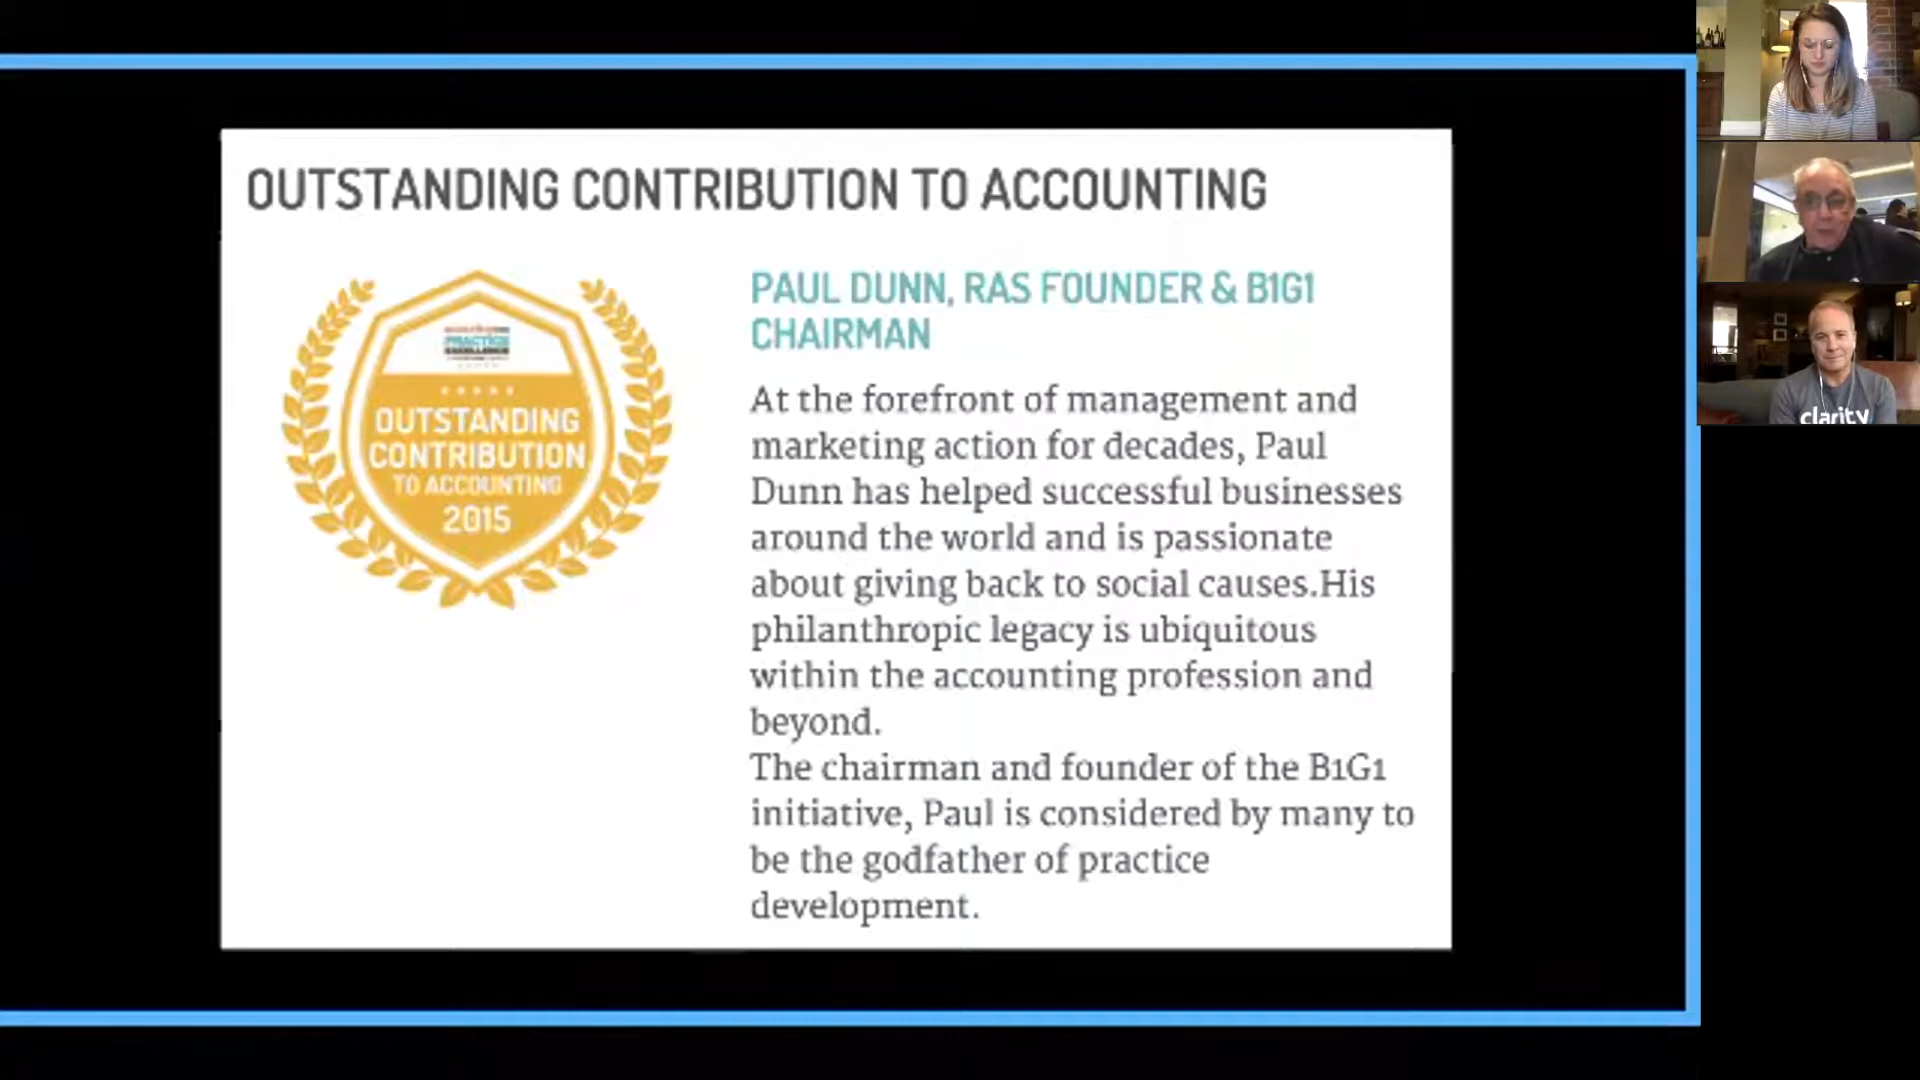 OUTSTANDING CONTRIBUTION TO ACCOUNTING
PRACTICE
EXCELLENCE
OUTSTANDING
CONTRIBUTION
TO ACCOUNTING
2015
PAUL DUNN, RAS FOUNDER & B1G1
CHAIRMAN
At the forefront of management and
marketing action for decades, Paul
Dunn has helped successful businesses
around the world and is passionate
about giving back to social causes.His
philanthropic legacy is ubiquitous
within the accounting profession and
beyond.
The chairman and founder of the B1G1
initiative, Paul is considered by many to
be the godfather of practice
development.
clarity